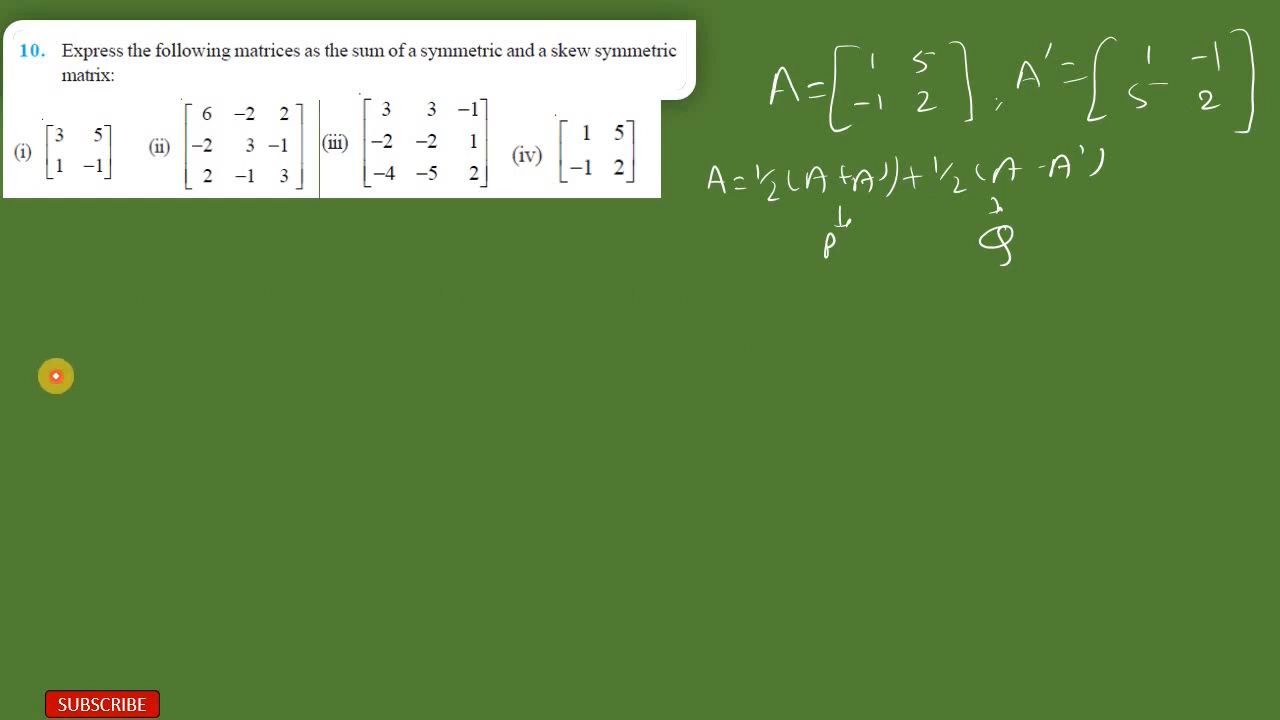 10. Express the following matrices as the sum of a symmetric and a skew symmetric
matrix:
(i) [3 5
1 −1]
(ii) [6 −2 2
−2 3 −1
2 −1 3]
(iii) [3 3 −1
−2 −2 1
−4 −5 2]
(iv) [1 5
−1 2]
A = [1 5
−1 2], A' = [1 −1
5 2]
A = 1/2 (A + A') + 1/2 (A − A')
P Q
SUBSCRIBE